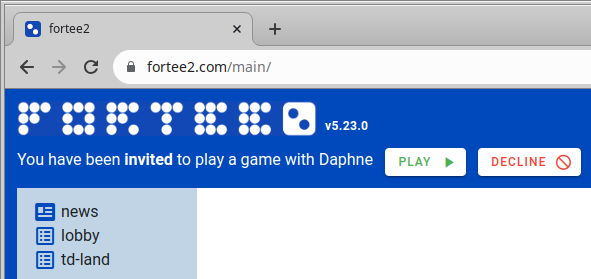 fortee2
fortee2.com/main/
FORTEE v5.23.0
You have been invited to play a game with Daphne PLAY DECLINE
news
lobby
td-land